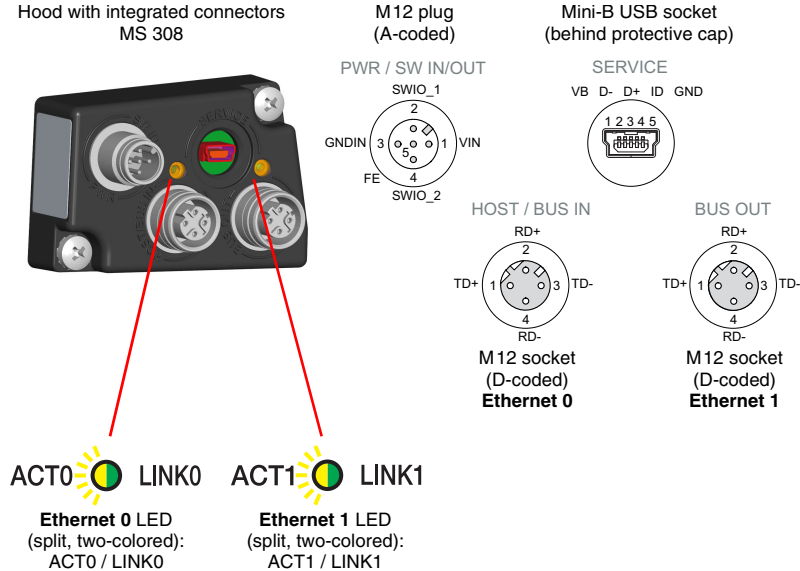 Hood with integrated connectors
MS 308
M12 plug
(A-coded)
Mini-B USB socket
(behind protective cap)
PWR / SW IN/OUT
SWIO_1
2
GNDIN 3 1 VIN
5
FE 4
SWIO_2
SERVICE
VB D- D+ ID GND
1 2 3 4 5
SERVICE
HOST / BUS IN
RD+
2
TD+ 1 3 TD-
4
RD-
M12 socket
(D-coded)
Ethernet 0
BUS OUT
RD+
2
TD+ 1 3 TD-
4
RD-
M12 socket
(D-coded)
Ethernet 1
ACT0 LINK0
ACT1 LINK1
Ethernet 0 LED
(split, two-colored):
ACT0 / LINK0
Ethernet 1 LED
(split, two-colored):
ACT1 / LINK1